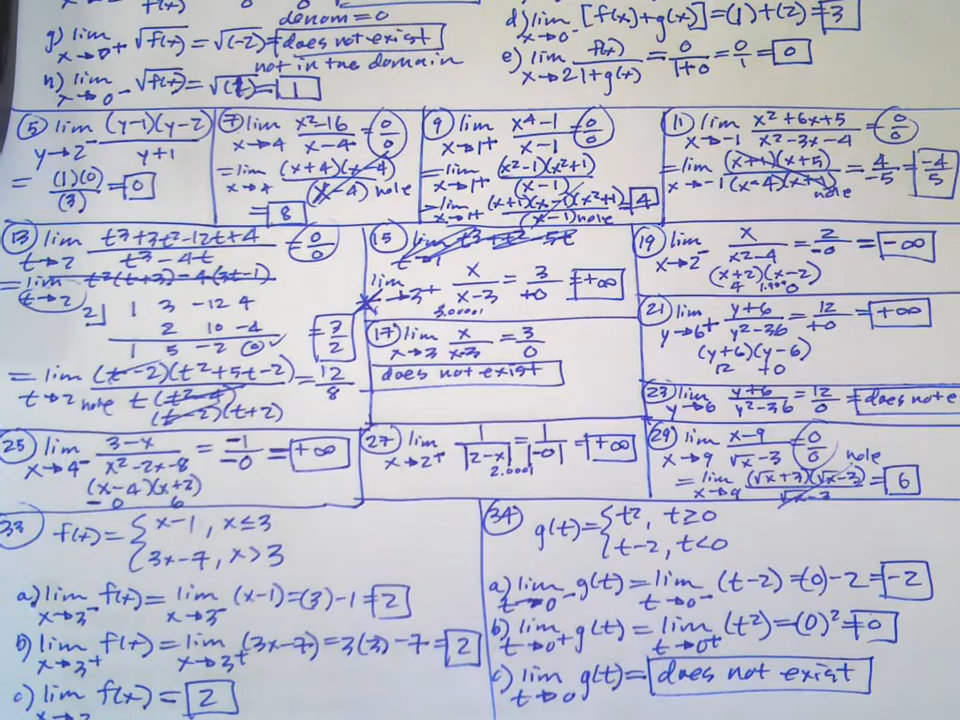 denom = 0
g) lim x→0+ √f(x) = √(-2) = does not exist
not in the domain
h) lim x→0- √f(x) = √(1) = 1
d) lim x→0- [f(x)+g(x)] = (1)+(2) = 3
e) lim x→2 f(x)/(1+g(x)) = 0/(1+0) = 0/1 = 0
5 lim y→2- (y-1)(y-2)/(y+1)
= (1)(0)/(3) = 0
7 lim x→4 (x²-16)/(x-4) = 0/0
= lim x→4 (x+4)(x-4)/(x-4) hole
= 8
9 lim x→1+ (x⁴-1)/(x-1) = 0/0
= lim x→1+ (x²-1)(x²+1)/(x-1)
= lim x→1+ (x+1)(x-1)(x²+1)/(x-1) hole = 4
11 lim x→-1 (x²+6x+5)/(x²-3x-4) = 0/0
= lim x→-1 (x+1)(x+5)/(x-4)(x+1) = 4/-5 = -4/5
hole
13 lim t→2 (t³+3t²-12t+4)/(t³-4t) = 0/0
= lim t→2 t²(t+3)-4(3t-1)
2 1 3 -12 4
2 10 -4
1 5 -2 0 ✓
= lim t→2 (t-2)(t²+5t-2)/t(t²-4) = 12/8
hole (t-2)(t+2)
= 3/2
15 lim t→1 t³+t²-5t
lim x→3+ x/(x-3) = 3/+0 = +∞
3.00001
17 lim x→3 x/(x-3) = 3/0
does not exist
19 lim x→2- x/(x²-4) = 2/-0 = -∞
(x+2)(x-2)
21 lim y→6+ (y+6)/(y²-36) = 12/+0 = +∞
(y+6)(y-6)
12 +0
23 lim y→6 (y+6)/(y²-36) = 12/0 = does not e
25 lim x→4- (3-x)/(x²-2x-8) = -1/-0 = +∞
(x-4)(x+2)
-0 6
27 lim x→2+ 1/|2-x| = 1/|-0| = +∞
2.0001
29 lim x→9 (x-9)/(√x-3) = 0/0 hole
= lim x→9 (√x+3)(√x-3)/(√x-3) = 6
33 f(x) = { x-1, x≤3
3x-7, x>3
a) lim x→3- f(x) = lim x→3- (x-1) = (3)-1 = 2
b) lim x→3+ f(x) = lim x→3+ (3x-7) = 3(3)-7 = 2
c) lim f(x) = 2
34 g(t) = { t², t≥0
t-2, t<0
a) lim t→0- g(t) = lim t→0- (t-2) = (0)-2 = -2
b) lim t→0+ g(t) = lim t→0+ (t²) = (0)² = 0
c) lim t→0 g(t) = does not exist